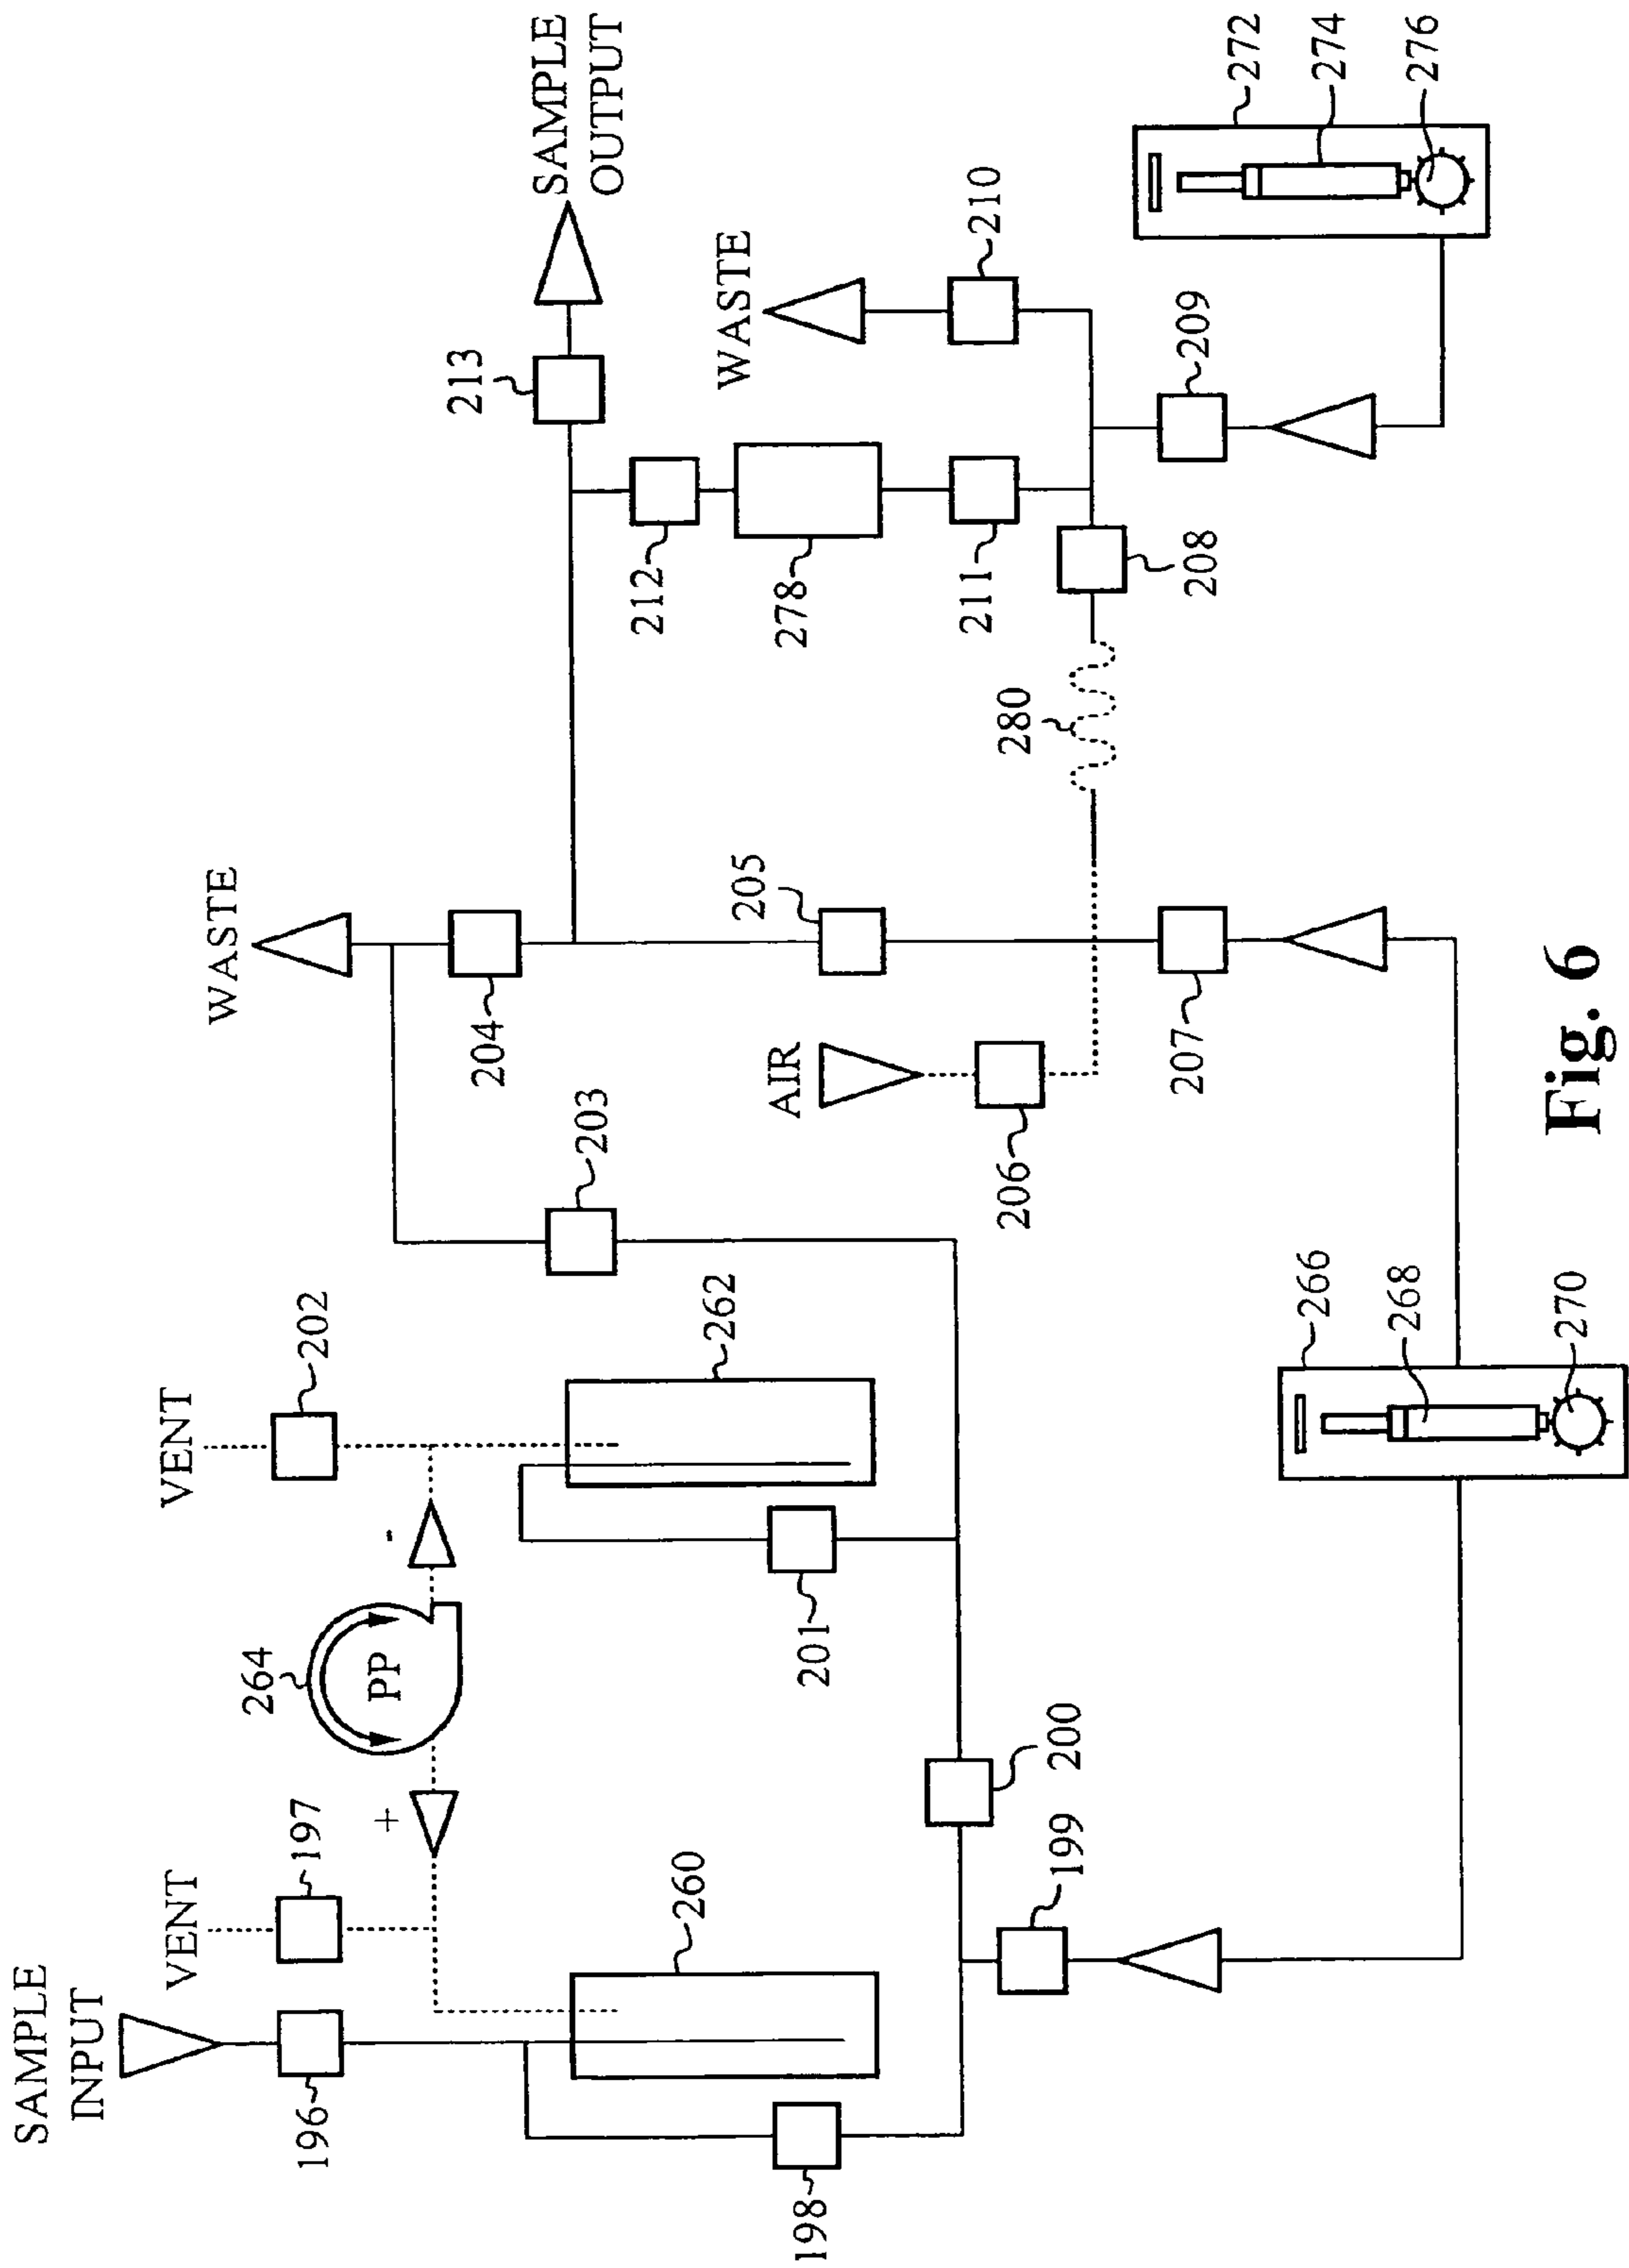 SAMPLE
INPUT
VENT
VENT
WASTE
SAMPLE
OUTPUT
196
197
264
PP
+
-
202
203
204
213
212
260
262
205
AIR
WASTE
278
210
198
201
200
206
280
211
199
207
208
209
272
274
276
266
268
270
Fig. 6